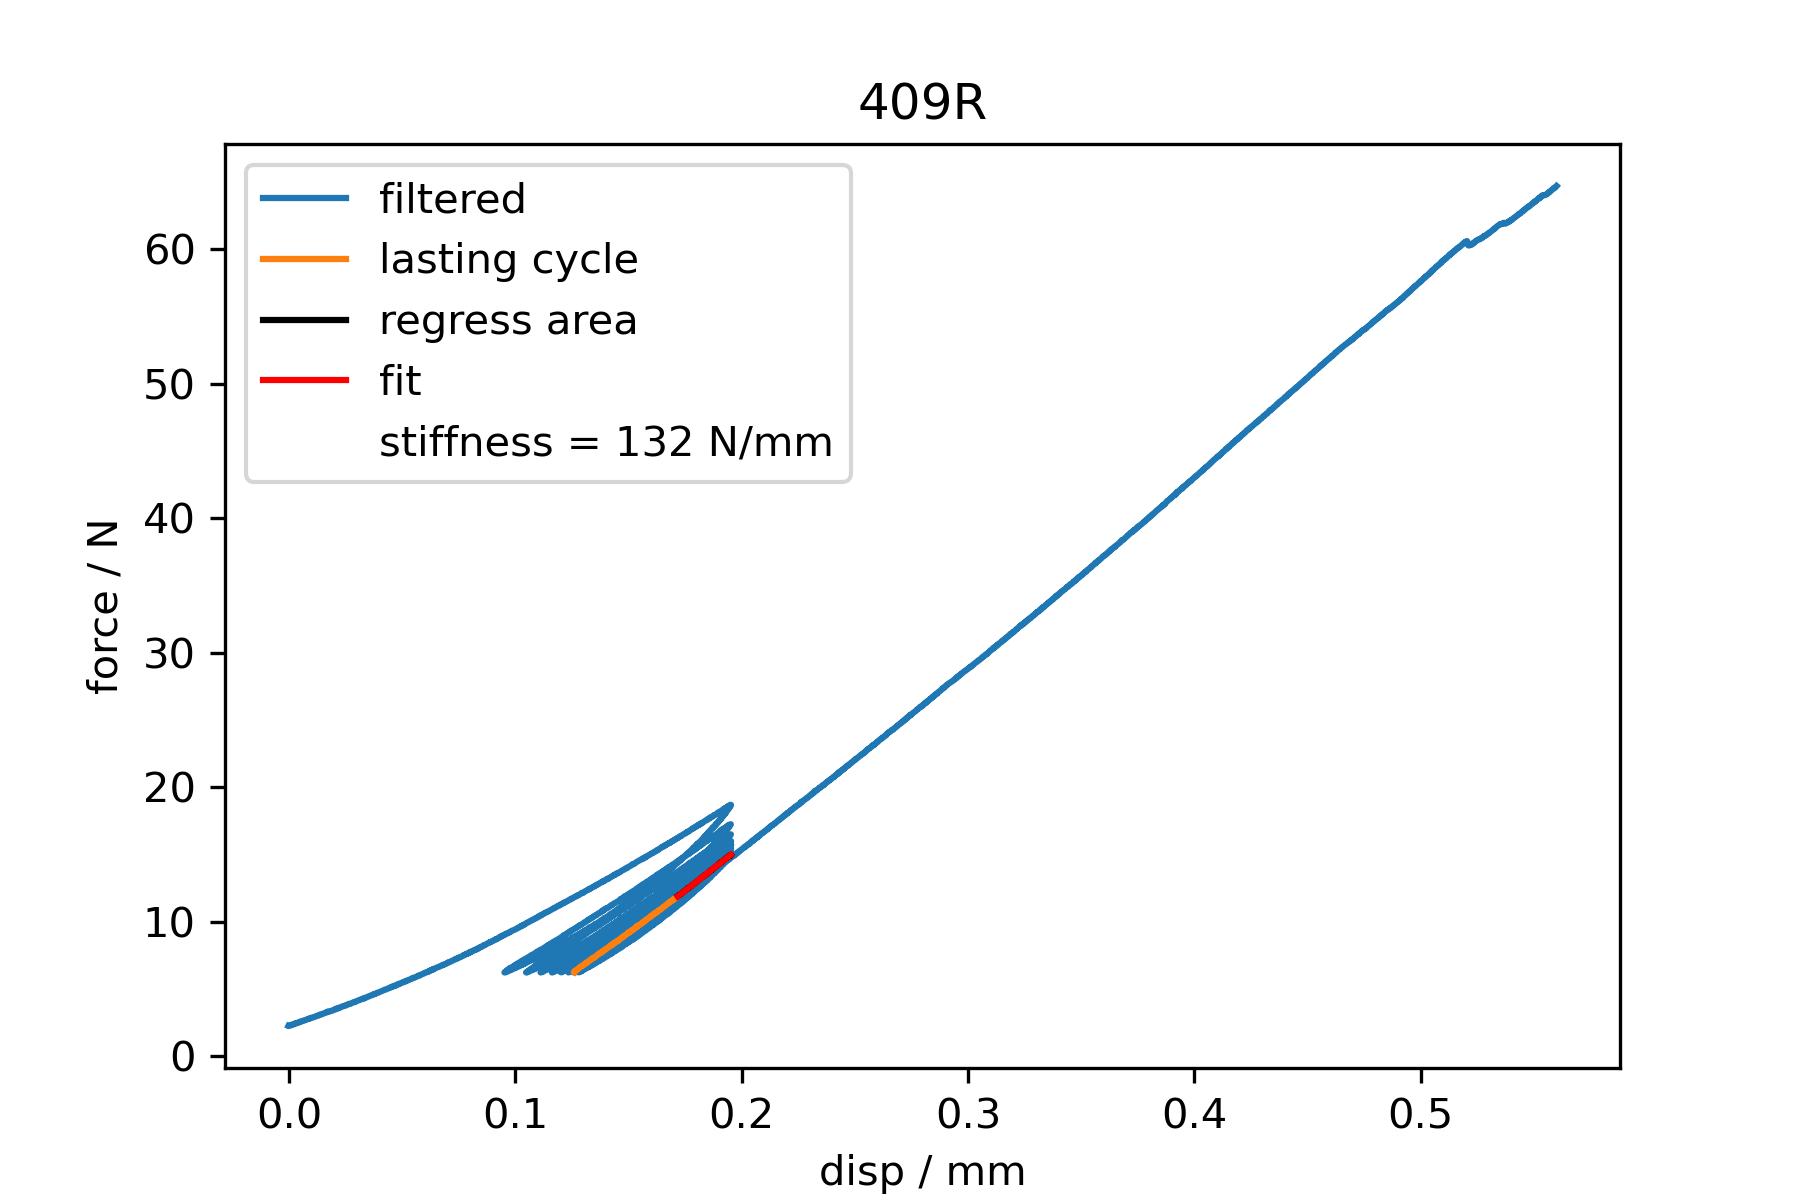 409R
filtered
lasting cycle
regress area
fit
stiffness = 132 N/mm
force / N
60
50
40
30
20
10
0
0.0 0.1 0.2 0.3 0.4 0.5
disp / mm